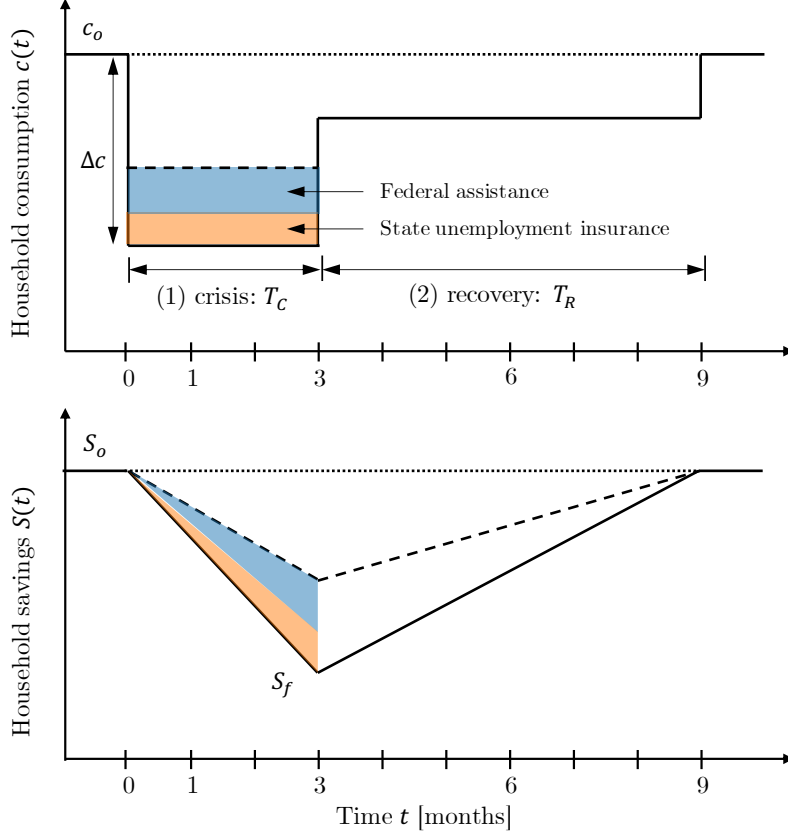 Household consumption c(t)
c_o
Δc
Federal assistance
State unemployment insurance
(1) crisis: T_C
(2) recovery: T_R
0 1 3 6 9
Household savings S(t)
S_o
S_f
0 1 3 6 9
Time t [months]